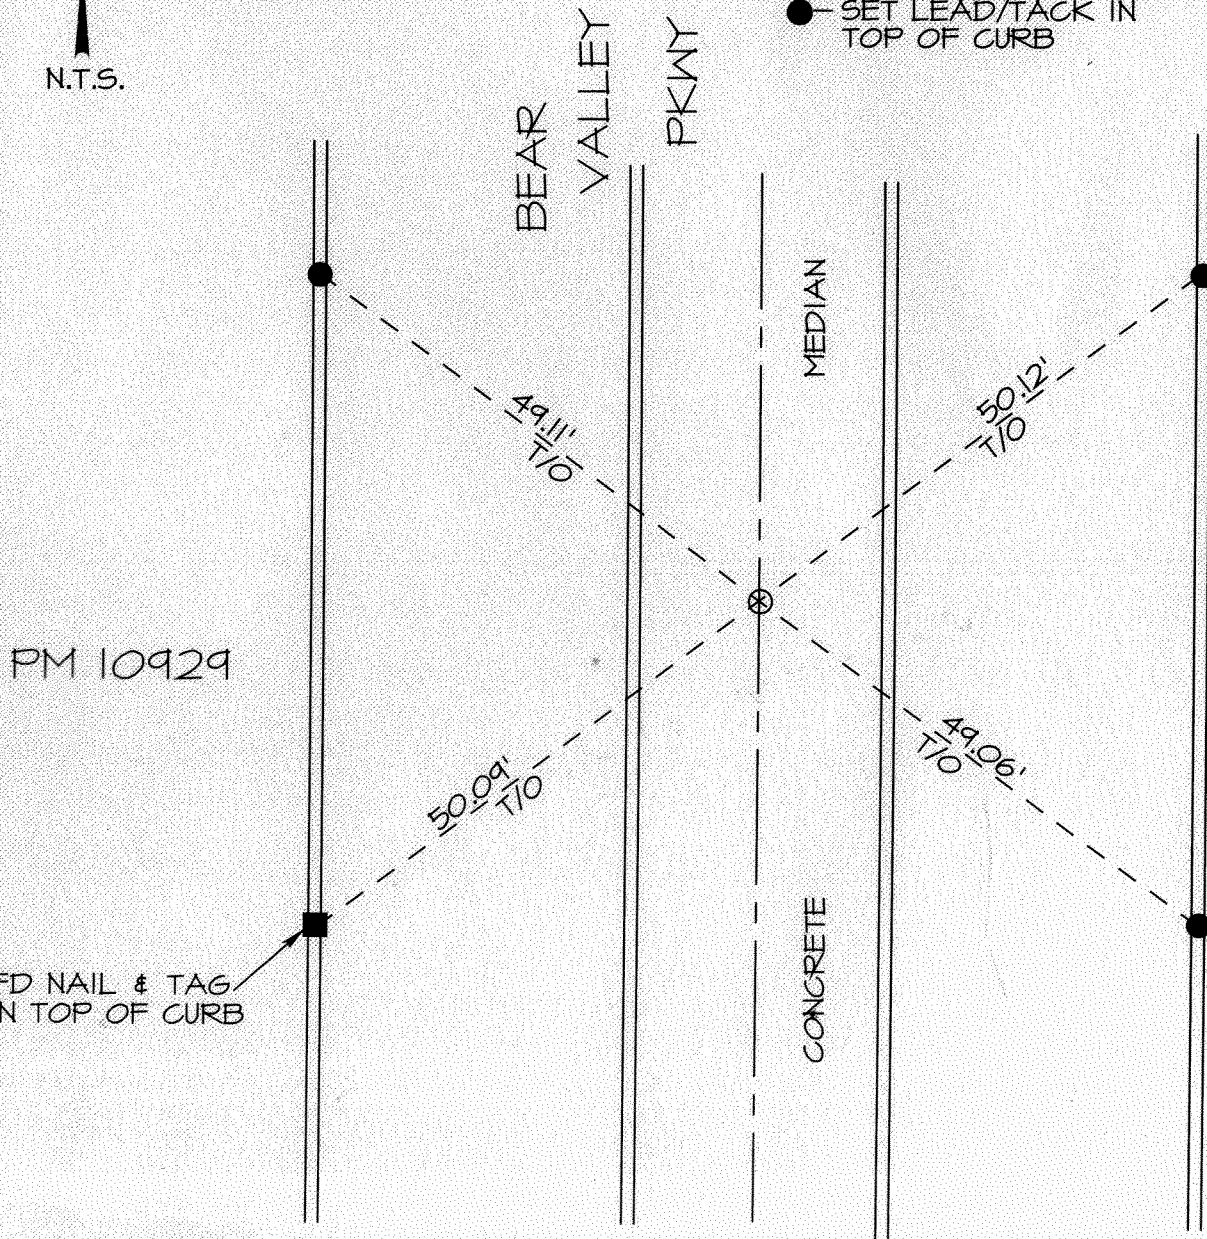 SET LEAD/TACK IN
TOP OF CURB
N.T.S.
BEAR
VALLEY
PKWY
MEDIAN
49.11'
T/O
50.12'
T/O
PM 10929
50.09'
T/O
49.06'
T/O
CONCRETE
FD NAIL & TAG
N TOP OF CURB